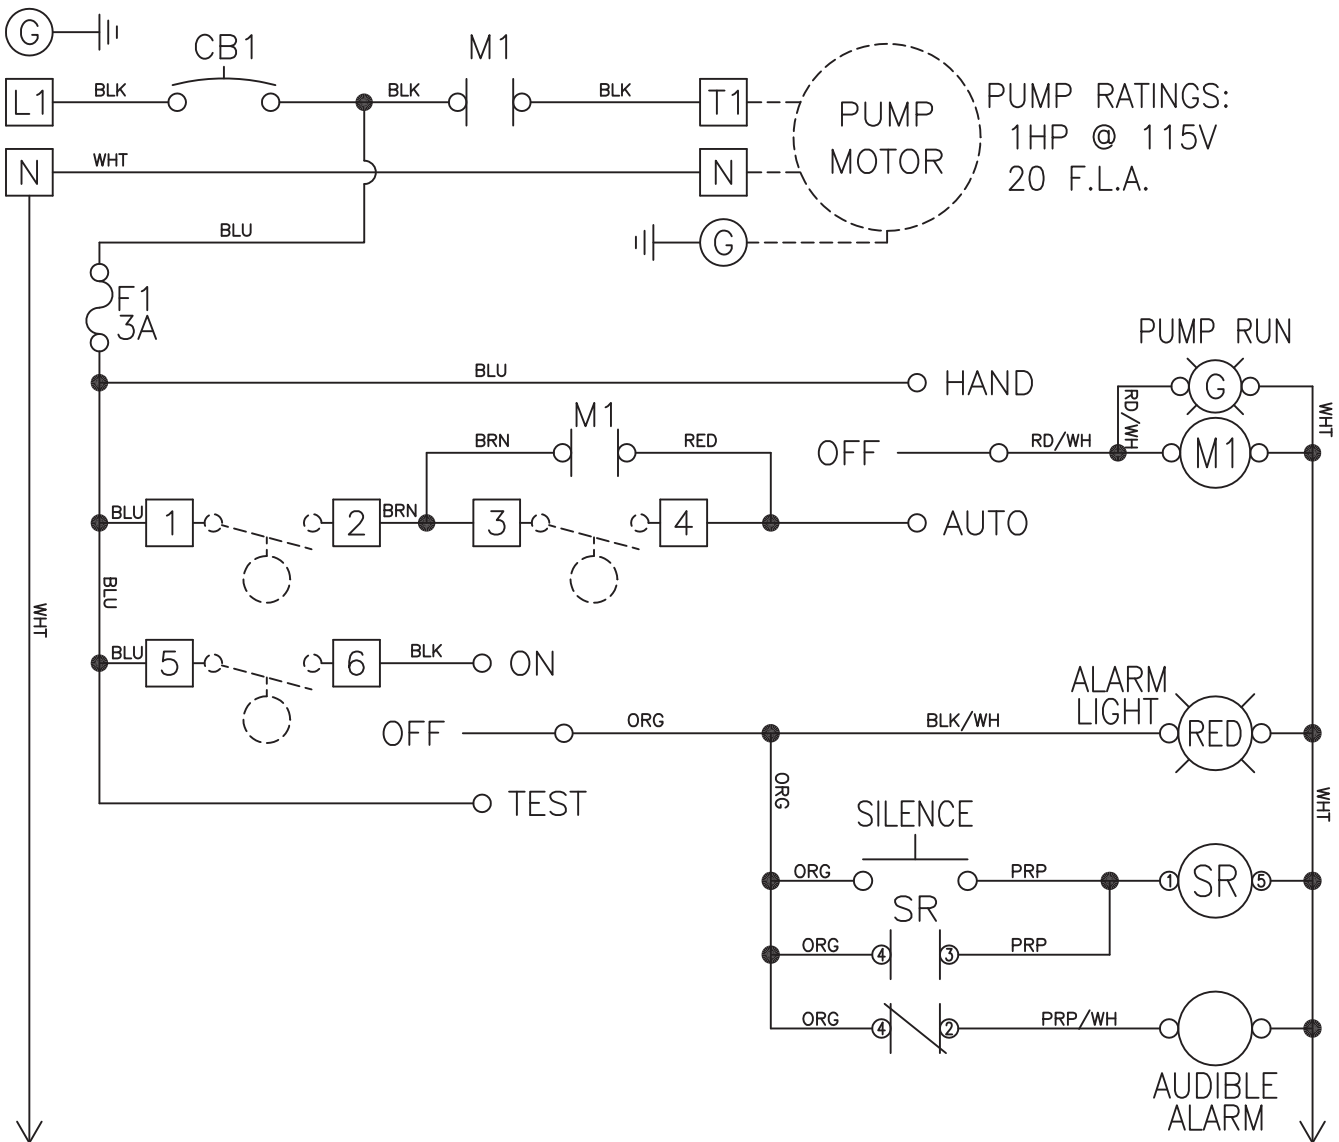 G
CB1
M1
L1
BLK
BLK
BLK
T1
PUMP
MOTOR
PUMP RATINGS:
1HP @ 115V
20 F.L.A.
N
WHT
N
BLU
G
F1
3A
PUMP RUN
BLU
HAND
G
RD/WH
WHT
M1
BRN
RED
OFF
RD/WH
M1
BLU
1
2
BRN
3
4
AUTO
BLU
WHT
BLU
5
6
BLK
ON
ALARM
LIGHT
OFF
ORG
BLK/WH
RED
ORG
WHT
TEST
SILENCE
ORG
PRP
1
SR
5
SR
ORG
4
3
PRP
ORG
4
2
PRP/WH
AUDIBLE
ALARM